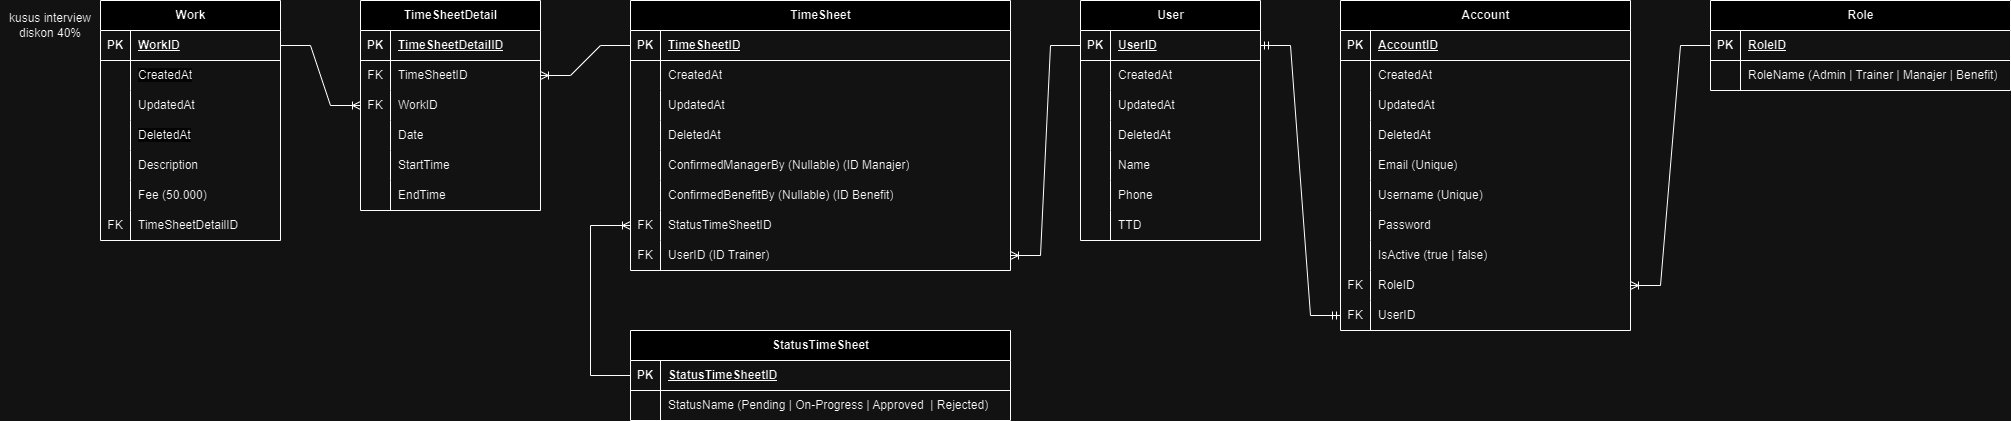 kusus interview
diskon 40%
Work
PK WorkID
CreatedAt
UpdatedAt
DeletedAt
Description
Fee (50.000)
FK TimeSheetDetailID
TimeSheetDetail
PK TimeSheetDetailID
FK TimeSheetID
FK WorkID
Date
StartTime
EndTime
TimeSheet
PK TimeSheetID
CreatedAt
UpdatedAt
DeletedAt
ConfirmedManagerBy (Nullable) (ID Manajer)
ConfirmedBenefitBy (Nullable) (ID Benefit)
FK StatusTimeSheetID
FK UserID (ID Trainer)
StatusTimeSheet
PK StatusTimeSheetID
StatusName (Pending | On-Progress | Approved | Rejected)
User
PK UserID
CreatedAt
UpdatedAt
DeletedAt
Name
Phone
TTD
Account
PK AccountID
CreatedAt
UpdatedAt
DeletedAt
Email (Unique)
Username (Unique)
Password
IsActive (true | false)
FK RoleID
FK UserID
Role
PK RoleID
RoleName (Admin | Trainer | Manajer | Benefit)